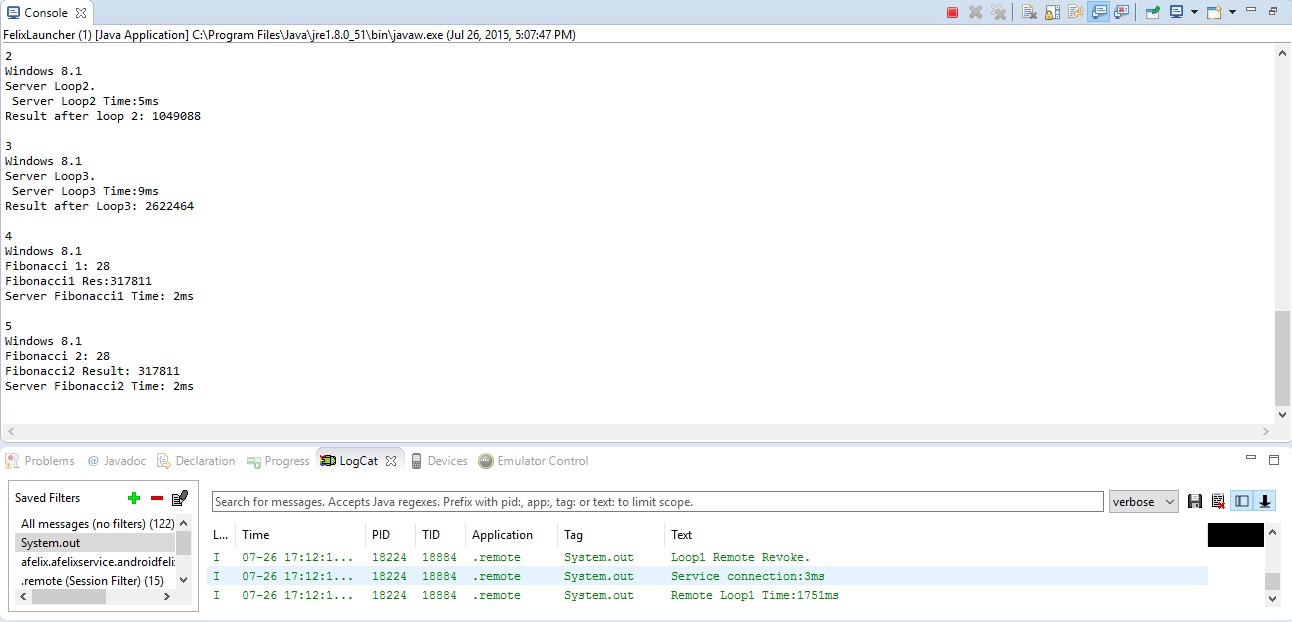 Console
FelixLauncher (1) [Java Application] C:\Program Files\Java\jre1.8.0_51\bin\javaw.exe (Jul 26, 2015, 5:07:47 PM)
2
Windows 8.1
Server Loop2.
Server Loop2 Time:5ms
Result after loop 2: 1049088
3
Windows 8.1
Server Loop3.
Server Loop3 Time:9ms
Result after Loop3: 2622464
4
Windows 8.1
Fibonacci 1: 28
Fibonacci1 Res:317811
Server Fibonacci1 Time: 2ms
5
Windows 8.1
Fibonacci 2: 28
Fibonacci2 Result: 317811
Server Fibonacci2 Time: 2ms
Problems @ Javadoc Declaration Progress LogCat Devices Emulator Control
Saved Filters
All messages (no filters) (122)
System.out
afelix.afelixservice.androidfeli
.remote (Session Filter) (15)
Search for messages. Accepts Java regexes. Prefix with pid:, app:, tag: or text: to limit scope.
verbose
L... Time PID TID Application Tag Text
I 07-26 17:12:1... 18224 18884 .remote System.out Loop1 Remote Revoke.
I 07-26 17:12:1... 18224 18884 .remote System.out Service connection:3ms
I 07-26 17:12:1... 18224 18884 .remote System.out Remote Loop1 Time:1751ms